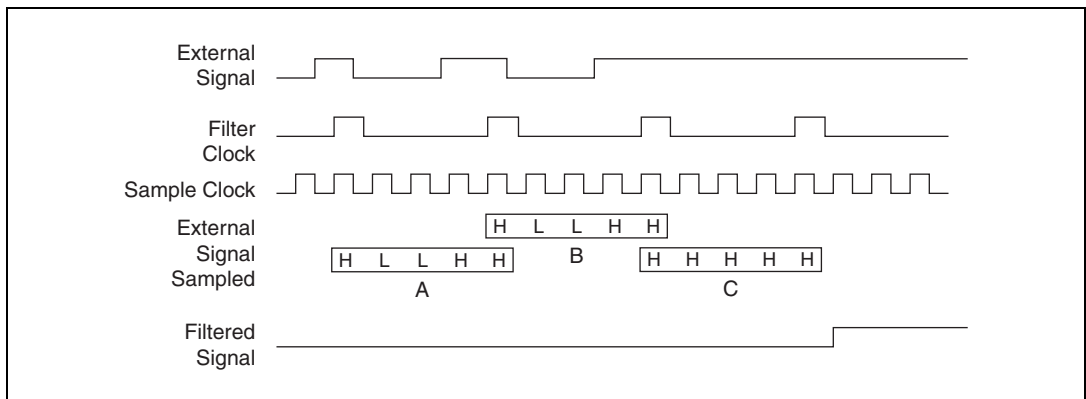 External
Signal
Filter
Clock
Sample Clock
External
Signal
Sampled
H L L H H
B
H L L H H
A
H H H H H
C
Filtered
Signal